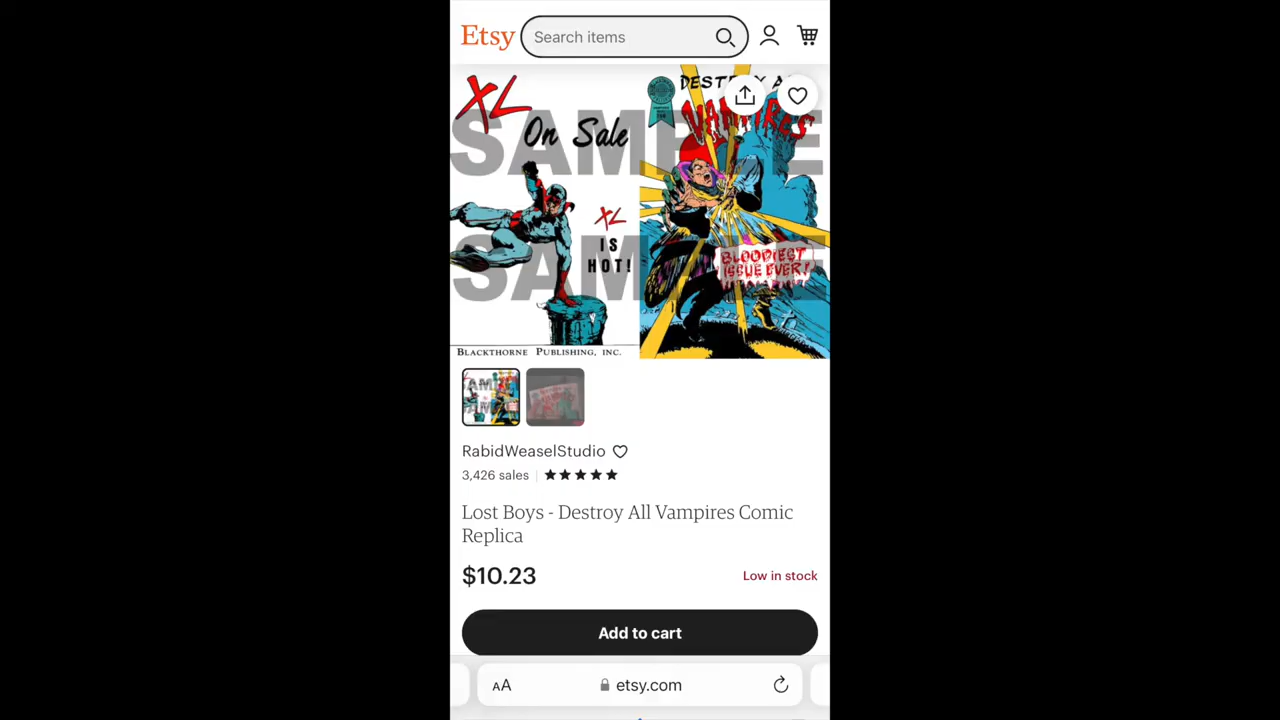 Etsy
Search items
XL
On Sale
XL
IS
HOT!
BLACKTHORNE PUBLISHING, INC.
DESTROY A
VAMPIRES
BLOODIEST
ISSUE EVER!
SAMPLE
SAMPLE
RabidWeaselStudio
3,426 sales
Lost Boys - Destroy All Vampires Comic
Replica
$10.23
Low in stock
Add to cart
AA
etsy.com